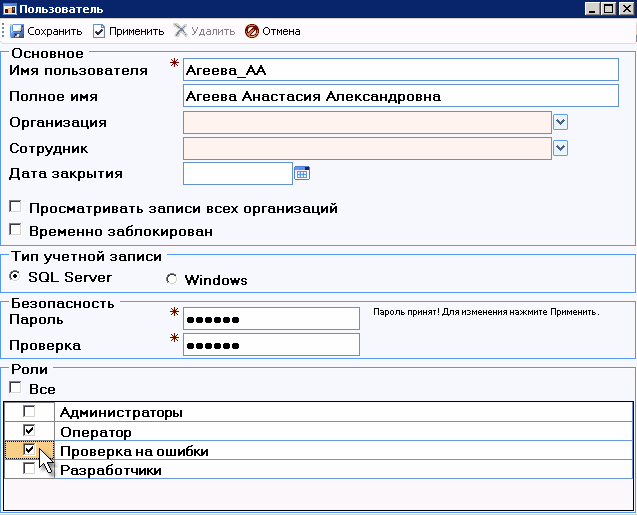 Пользователь
Сохранить Применить Удалить Отмена
Основное
Имя пользователя * Агеева_АА
Полное имя Агеева Анастасия Александровна
Организация
Сотрудник
Дата закрытия
Просматривать записи всех организаций
Временно заблокирован
Тип учетной записи
SQL Server Windows
Безопасность
Пароль * ●●●●●● Пароль принят! Для изменения нажмите Применить.
Проверка * ●●●●●●
Роли
Все
Администраторы
Оператор
Проверка на ошибки
Разработчики